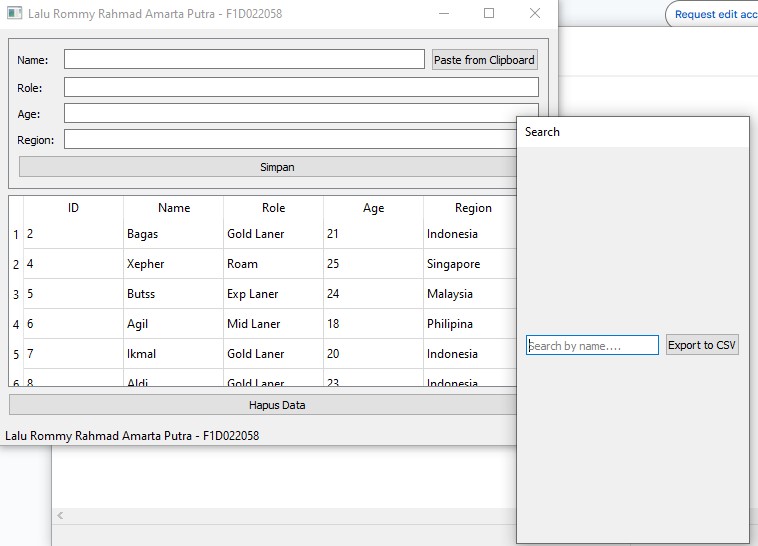 Lalu Rommy Rahmad Amarta Putra - F1D022058
Request edit acc
Name: Paste from Clipboard
Role:
Age:
Region:
Simpan
ID Name Role Age Region
1 2 Bagas Gold Laner 21 Indonesia
2 4 Xepher Roam 25 Singapore
3 5 Butss Exp Laner 24 Malaysia
4 6 Agil Mid Laner 18 Philipina
5 7 Ikmal Gold Laner 20 Indonesia
6 8 Aldi Gold Laner 23 Indonesia
Hapus Data
Lalu Rommy Rahmad Amarta Putra - F1D022058
Search
Search by name.... Export to CSV